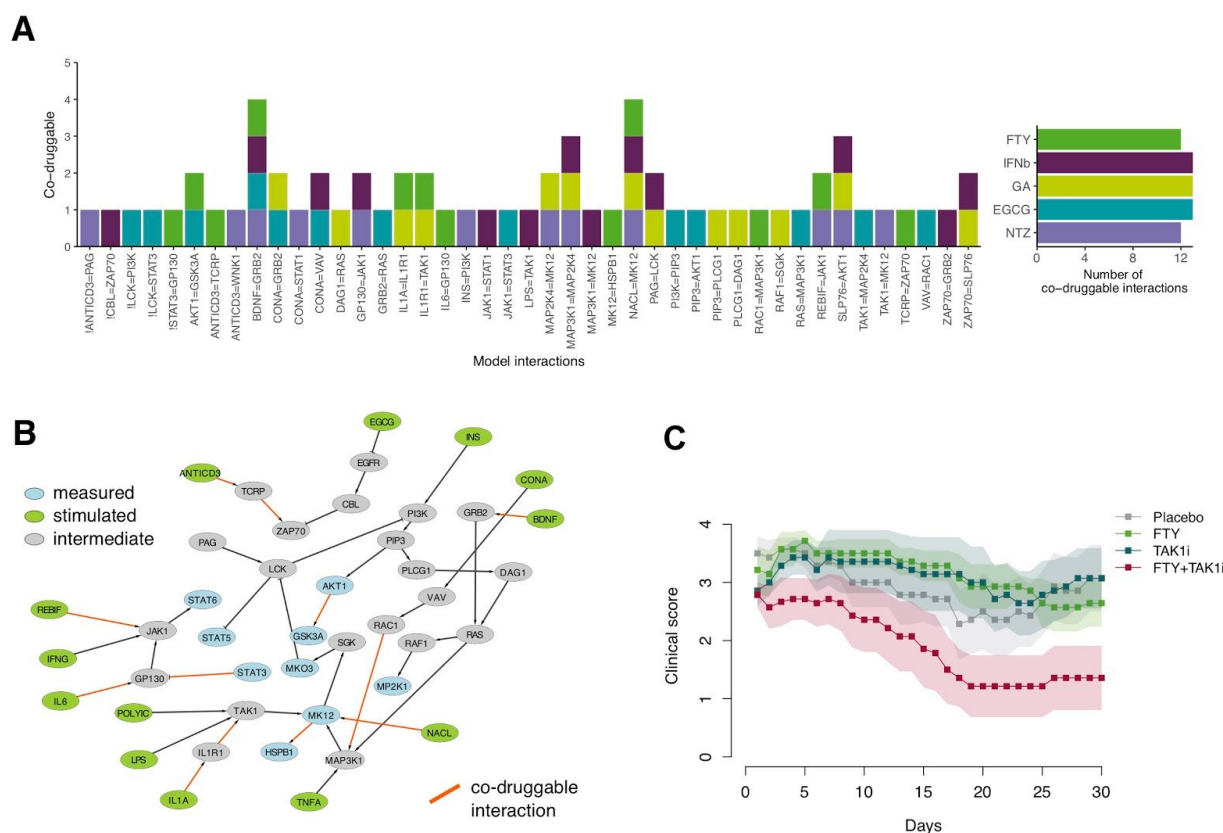 A
Co-druggable
5
4
3
2
1
0
!ANTICD3=PAG
!CBL=ZAP70
!LCK=PI3K
!LCK=STAT3
!STAT3=GP130
AKT1=GSK3A
ANTICD3=TCRP
ANTICD3=WNK1
BDNF=GRB2
CONA=GRB2
CONA=STAT1
CONA=VAV
DAG1=RAS
GP130=JAK1
GRB2=RAS
IL1A=IL1R1
IL1R1=TAK1
IL6=GP130
INS=PI3K
JAK1=STAT1
JAK1=STAT3
LPS=TAK1
MAP2K4=MK12
MAP3K1=MAP2K4
MAP3K1=MK12
MK12=HSPB1
NACL=MK12
PAG=LCK
PI3K=PIP3
PIP3=AKT1
PIP3=PLCG1
PLCG1=DAG1
RAC1=MAP3K1
RAF1=SGK
RAS=MAP3K1
REBIF=JAK1
SLP76=AKT1
TAK1=MAP2K4
TAK1=MK12
TCRP=ZAP70
VAV=RAC1
ZAP70=GRB2
ZAP70=SLP76
Model interactions
FTY
IFNb
GA
EGCG
NTZ
0 4 8 12
Number of
co-druggable interactions
B
measured
stimulated
intermediate
EGCG
INS
ANTICD3
EGFR
TCRP
CONA
CBL
PI3K
GRB2
BDNF
ZAP70
PAG
PIP3
LCK
PLCG1
DAG1
AKT1
STAT6
VAV
REBIF
JAK1
STAT5
GSK3A
SGK
RAC1
RAF1
RAS
IFNG
GP130
STAT3
MKO3
MP2K1
IL6
POLYIC
TAK1
MK12
NACL
LPS
IL1R1
HSPB1
MAP3K1
IL1A
TNFA
co-druggable
interaction
C
Clinical score
4
3
2
1
0
0 5 10 15 20 25 30
Days
Placebo
FTY
TAK1i
FTY+TAK1i